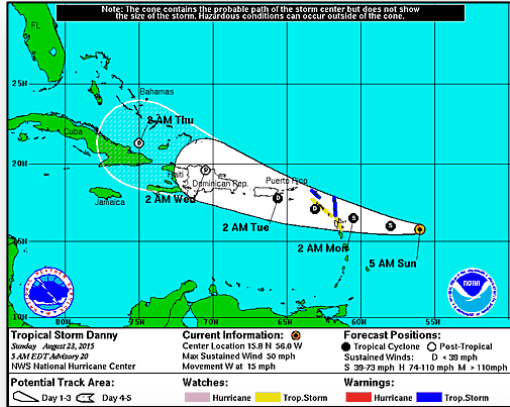 Note: The cone contains the probable path of the storm center but does not show
the size of the storm. Hazardous conditions can occur outside of the cone.
FL
25N
Bahamas
2 AM Thu
Cuba
20N
Haiti
Dominican Rep.
Puerto Rico
Jamaica
2 AM Wed
2 AM Tue
2 AM Mon
5 AM Sun
D
D
D
S
S
15N
10N
80W 75W 70W 65W 60W 55W
NOAA
Tropical Storm Danny
Sunday August 23, 2015
5 AM EDT Advisory 20
NWS National Hurricane Center
Current Information:
Center Location 15.8 N 56.0 W
Max Sustained Wind 50 mph
Movement W at 15 mph
Forecast Positions:
Tropical Cyclone Post-Tropical
Sustained Winds: D < 39 mph
S 39-73 mph H 74-110 mph M > 110mph
Potential Track Area:
Day 1-3 Day 4-5
Watches:
Hurricane Trop.Storm
Warnings:
Hurricane Trop.Storm